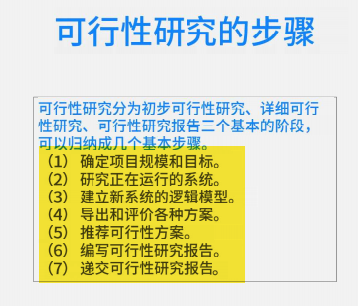 可行性研究的步骤
可行性研究分为初步可行性研究、详细可行
性研究、可行性研究报告三个基本的阶段，
可以归纳成几个基本步骤。
（1） 确定项目规模和目标。
（2） 研究正在运行的系统。
（3） 建立新系统的逻辑模型。
（4） 导出和评价各种方案。
（5） 推荐可行性方案。
（6） 编写可行性研究报告。
（7） 递交可行性研究报告。